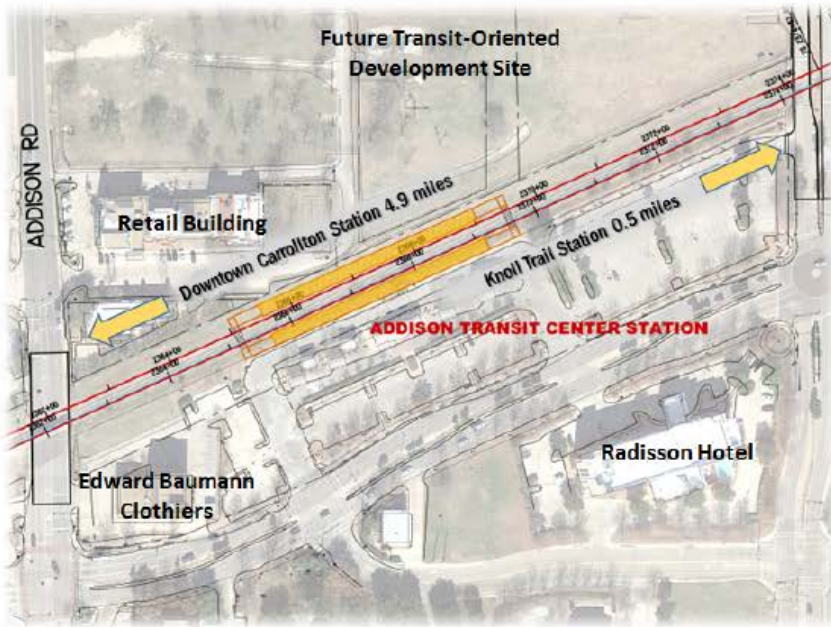 Future Transit-Oriented
Development Site
ADDISON RD
Retail Building
Downtown Carrollton Station 4.9 miles
Knoll Trail Station 0.5 miles
ADDISON TRANSIT CENTER STATION
Radisson Hotel
Edward Baumann
Clothiers